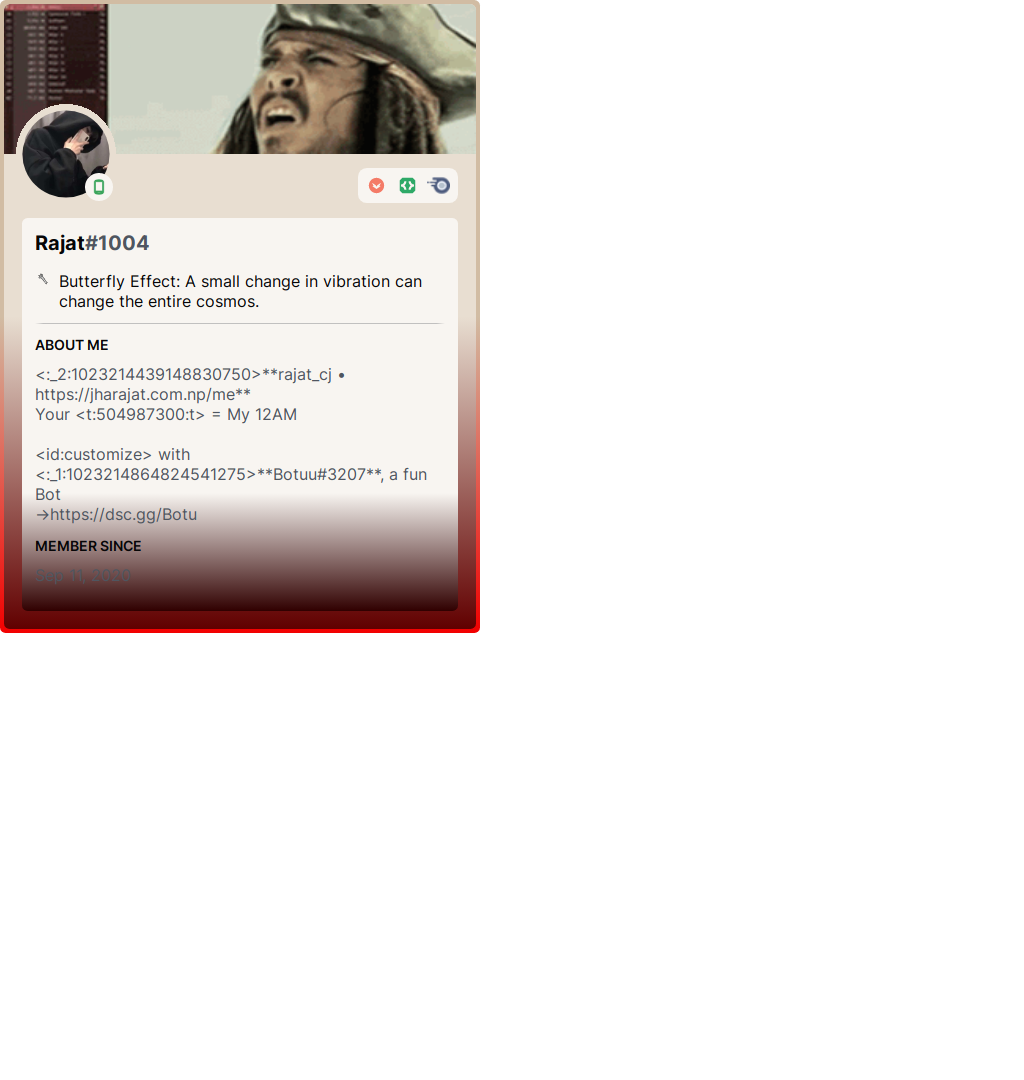 Rajat#1004
Butterfly Effect: A small change in vibration can
change the entire cosmos.
ABOUT ME
<:_2:1023214439148830750>**rajat_cj •
https://jharajat.com.np/me**
Your <t:504987300:t> = My 12AM
<id:customize> with
<:_1:1023214864824541275>**Botuu#3207**, a fun
Bot
→https://dsc.gg/Botu
MEMBER SINCE
Sep 11, 2020